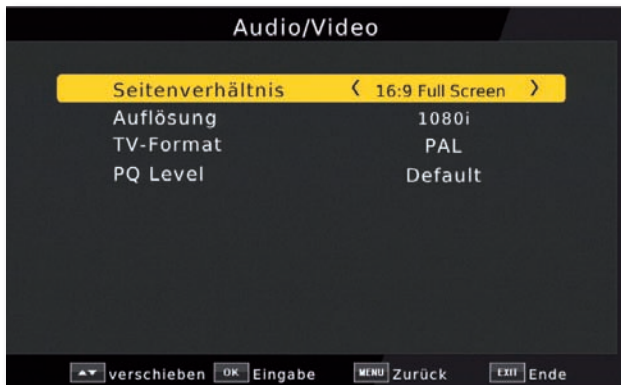 Audio/Video
Seitenverhältnis 16:9 Full Screen
Auflösung 1080i
TV-Format PAL
PQ Level Default
verschieben OK Eingabe MENU Zurück EXIT Ende